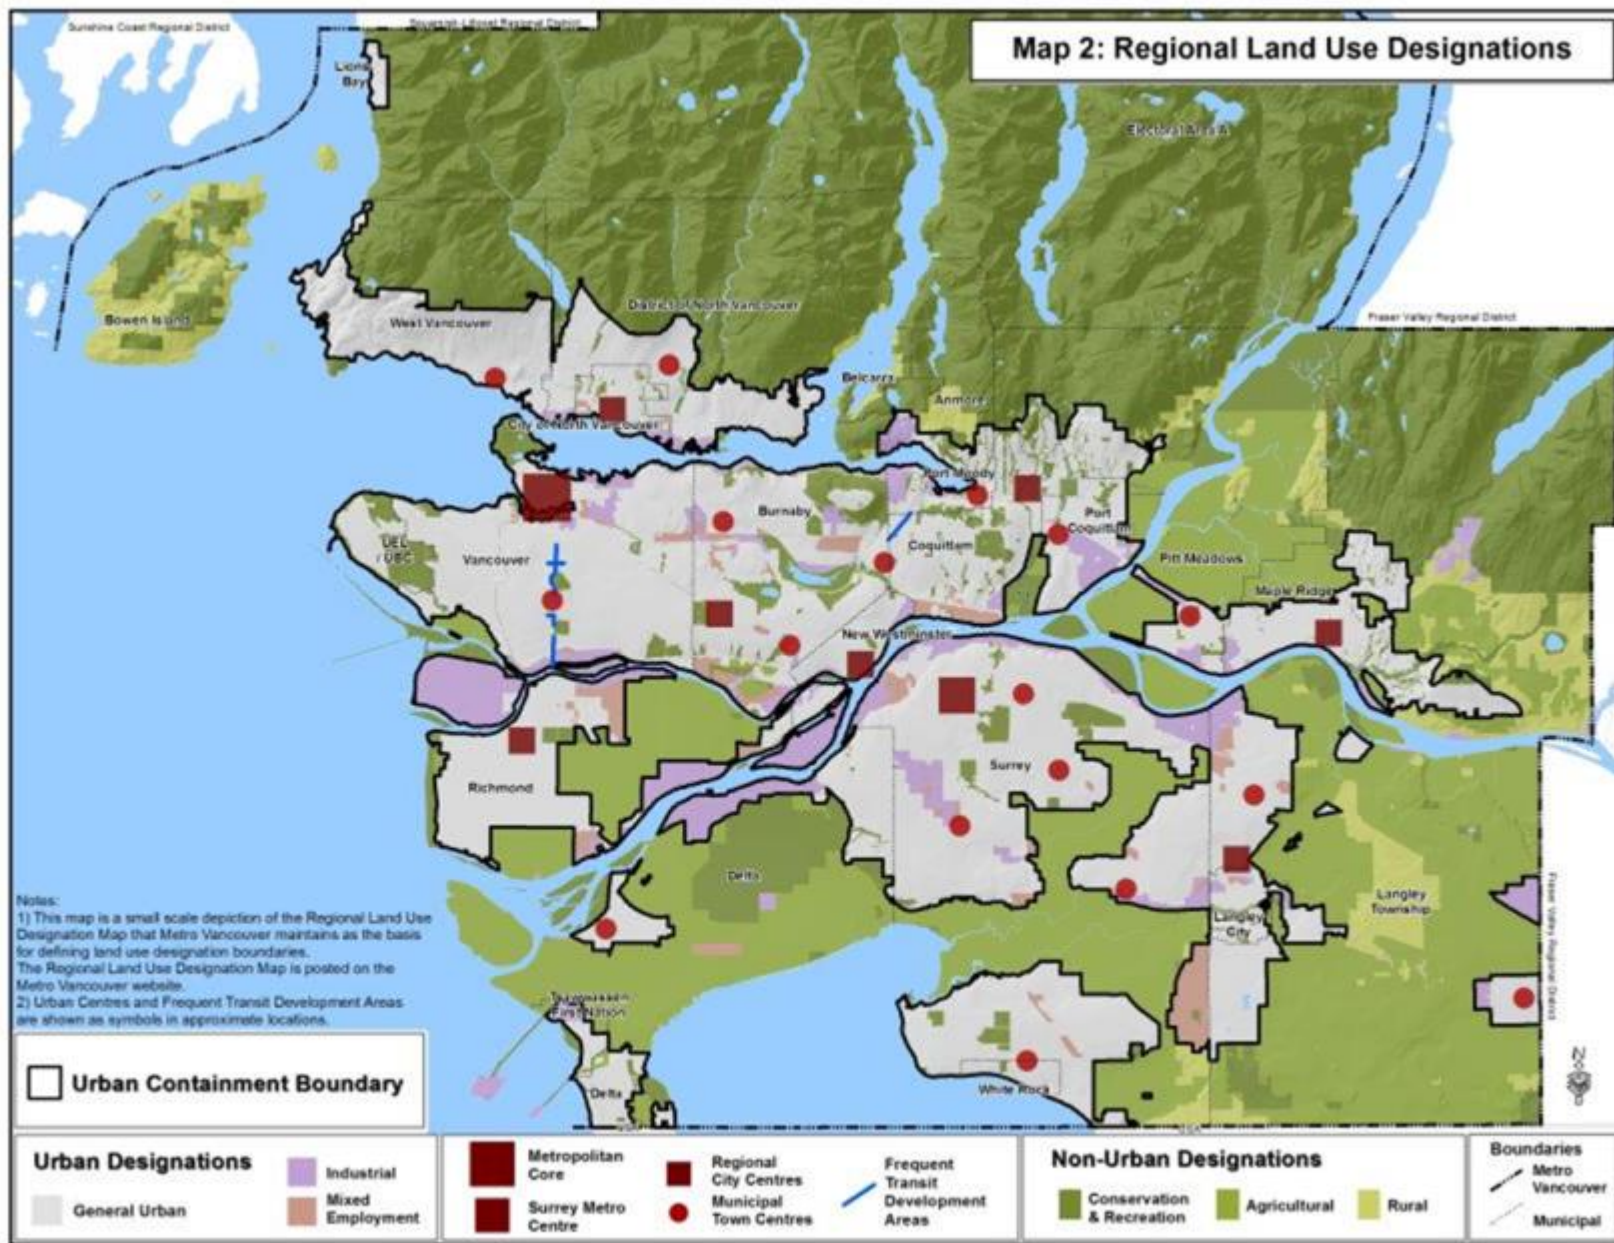 Sunshine Coast Regional District
Squamish-Lillooet Regional District
Map 2: Regional Land Use Designations
Lions
Bay
Electoral Area A
Bowen Island
West Vancouver
District of North Vancouver
Fraser Valley Regional District
Belcarra
Anmore
City of North Vancouver
Port Moody
Burnaby
Port
Coquitlam
UEL
/ UBC
Vancouver
Coquitlam
Pitt Meadows
Maple Ridge
New Westminster
Surrey
Richmond
Delta
Langley
Township
Langley
City
Fraser Valley Regional District
Tsawwassen
First Nation
Delta
White Rock
USA
USA
Notes:
1) This map is a small scale depiction of the Regional Land Use
Designation Map that Metro Vancouver maintains as the basis
for defining land use designation boundaries.
The Regional Land Use Designation Map is posted on the
Metro Vancouver website.
2) Urban Centres and Frequent Transit Development Areas
are shown as symbols in approximate locations.
Urban Containment Boundary
Urban Designations
General Urban
Industrial
Mixed
Employment
Metropolitan
Core
Surrey Metro
Centre
Regional
City Centres
Municipal
Town Centres
Frequent
Transit
Development
Areas
Non-Urban Designations
Conservation
& Recreation
Agricultural
Rural
Boundaries
Metro
Vancouver
Municipal